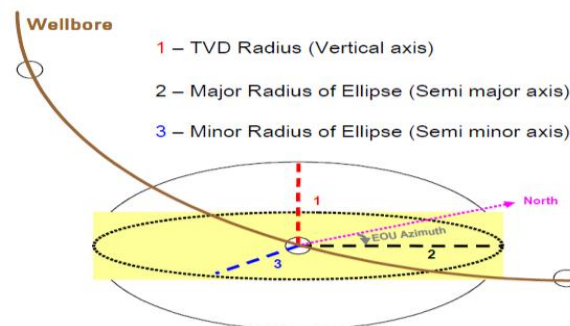 Wellbore
1 – TVD Radius (Vertical axis)
2 – Major Radius of Ellipse (Semi major axis)
3 – Minor Radius of Ellipse (Semi minor axis)
1
North
EOU Azimuth
2
3